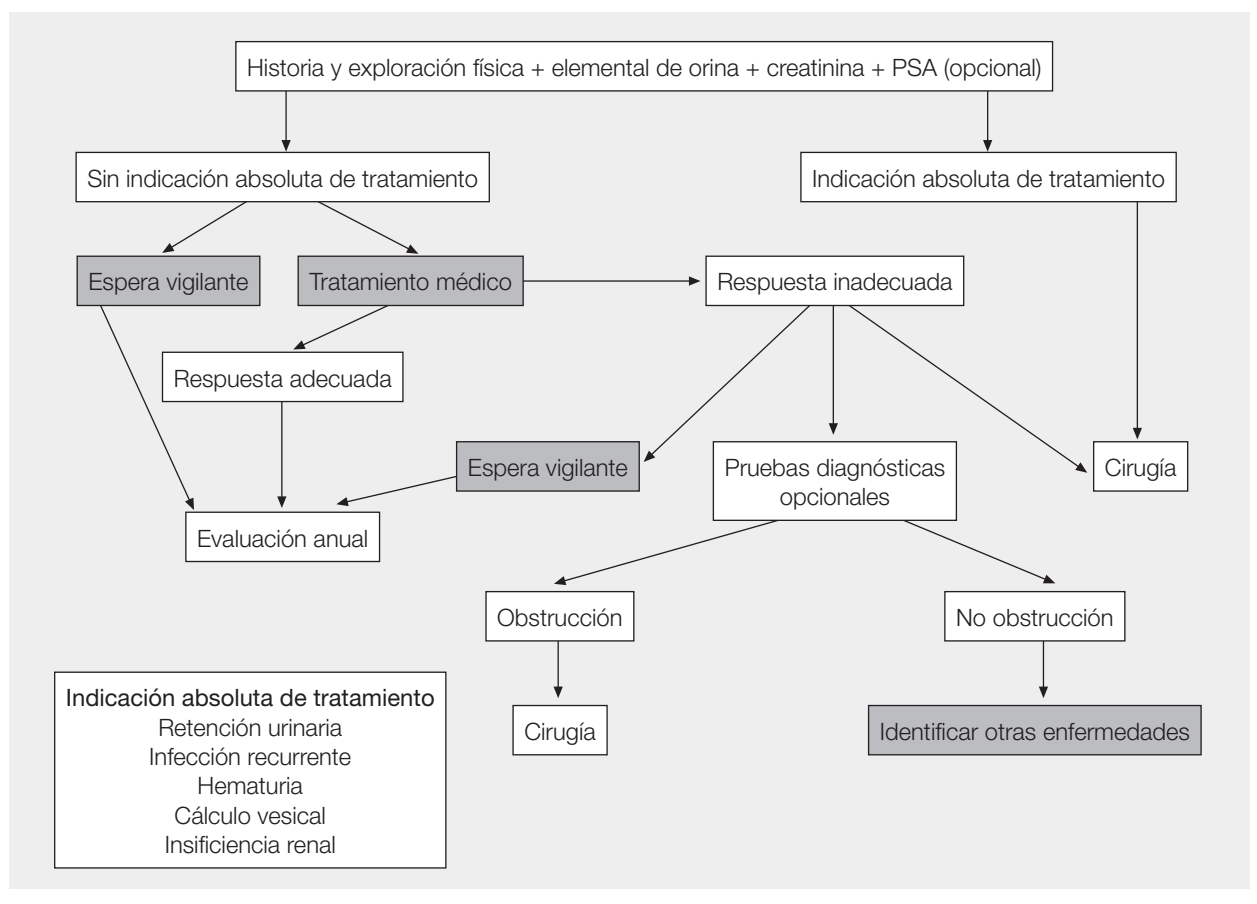 Historia y exploración física + elemental de orina + creatinina + PSA (opcional)
Sin indicación absoluta de tratamiento
Indicación absoluta de tratamiento
Espera vigilante
Tratamiento médico
Respuesta inadecuada
Respuesta adecuada
Espera vigilante
Pruebas diagnósticas
opcionales
Cirugía
Evaluación anual
Obstrucción
No obstrucción
Cirugía
Identificar otras enfermedades
Indicación absoluta de tratamiento
Retención urinaria
Infección recurrente
Hematuria
Cálculo vesical
Insificiencia renal